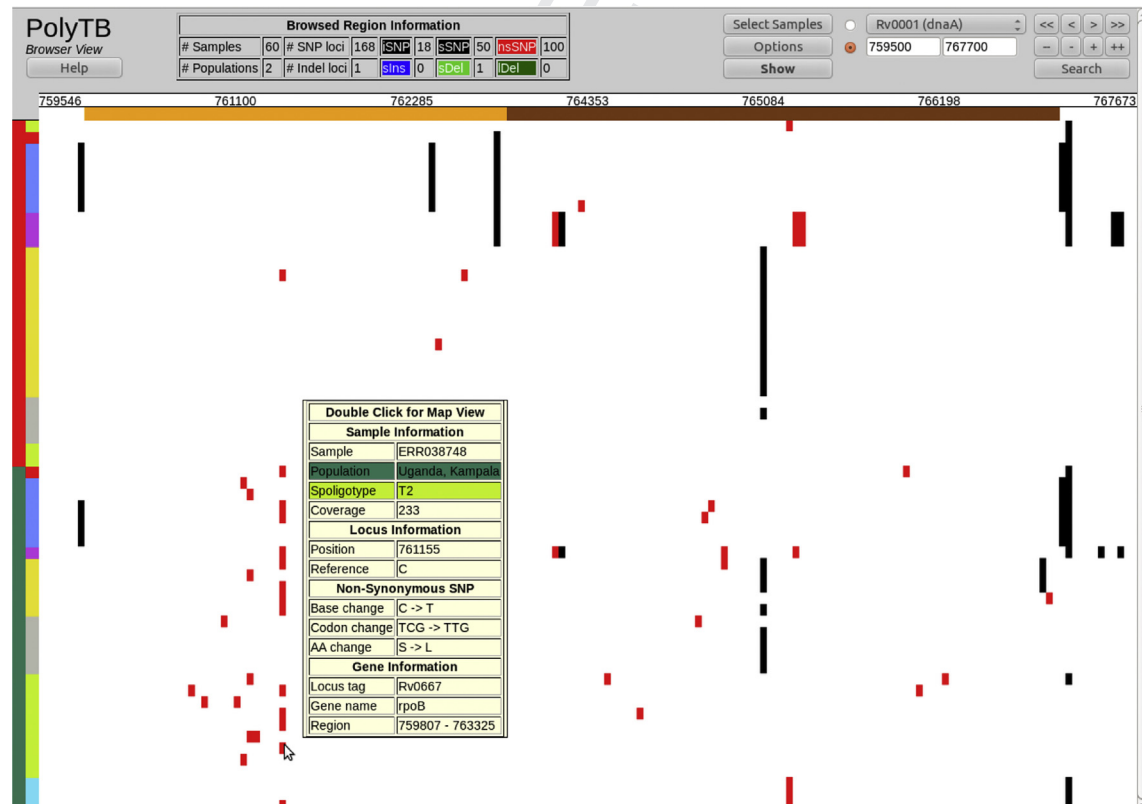 PolyTB
Browser View
Help
Browsed Region Information
# Samples 60 # SNP loci 168 iSNP 18 sSNP 50 nsSNP 100
# Populations 2 # Indel loci 1 sIns 0 sDel 1 lDel 0
Select Samples Rv0001 (dnaA) << < > >>
Options 759500 767700 -- - + ++
Show Search
759546 761100 762285 764353 765084 766198 767673
Double Click for Map View
Sample Information
Sample ERR038748
Population Uganda, Kampala
Spoligotype T2
Coverage 233
Locus Information
Position 761155
Reference C
Non-Synonymous SNP
Base change C -> T
Codon change TCG -> TTG
AA change S -> L
Gene Information
Locus tag Rv0667
Gene name rpoB
Region 759807 - 763325